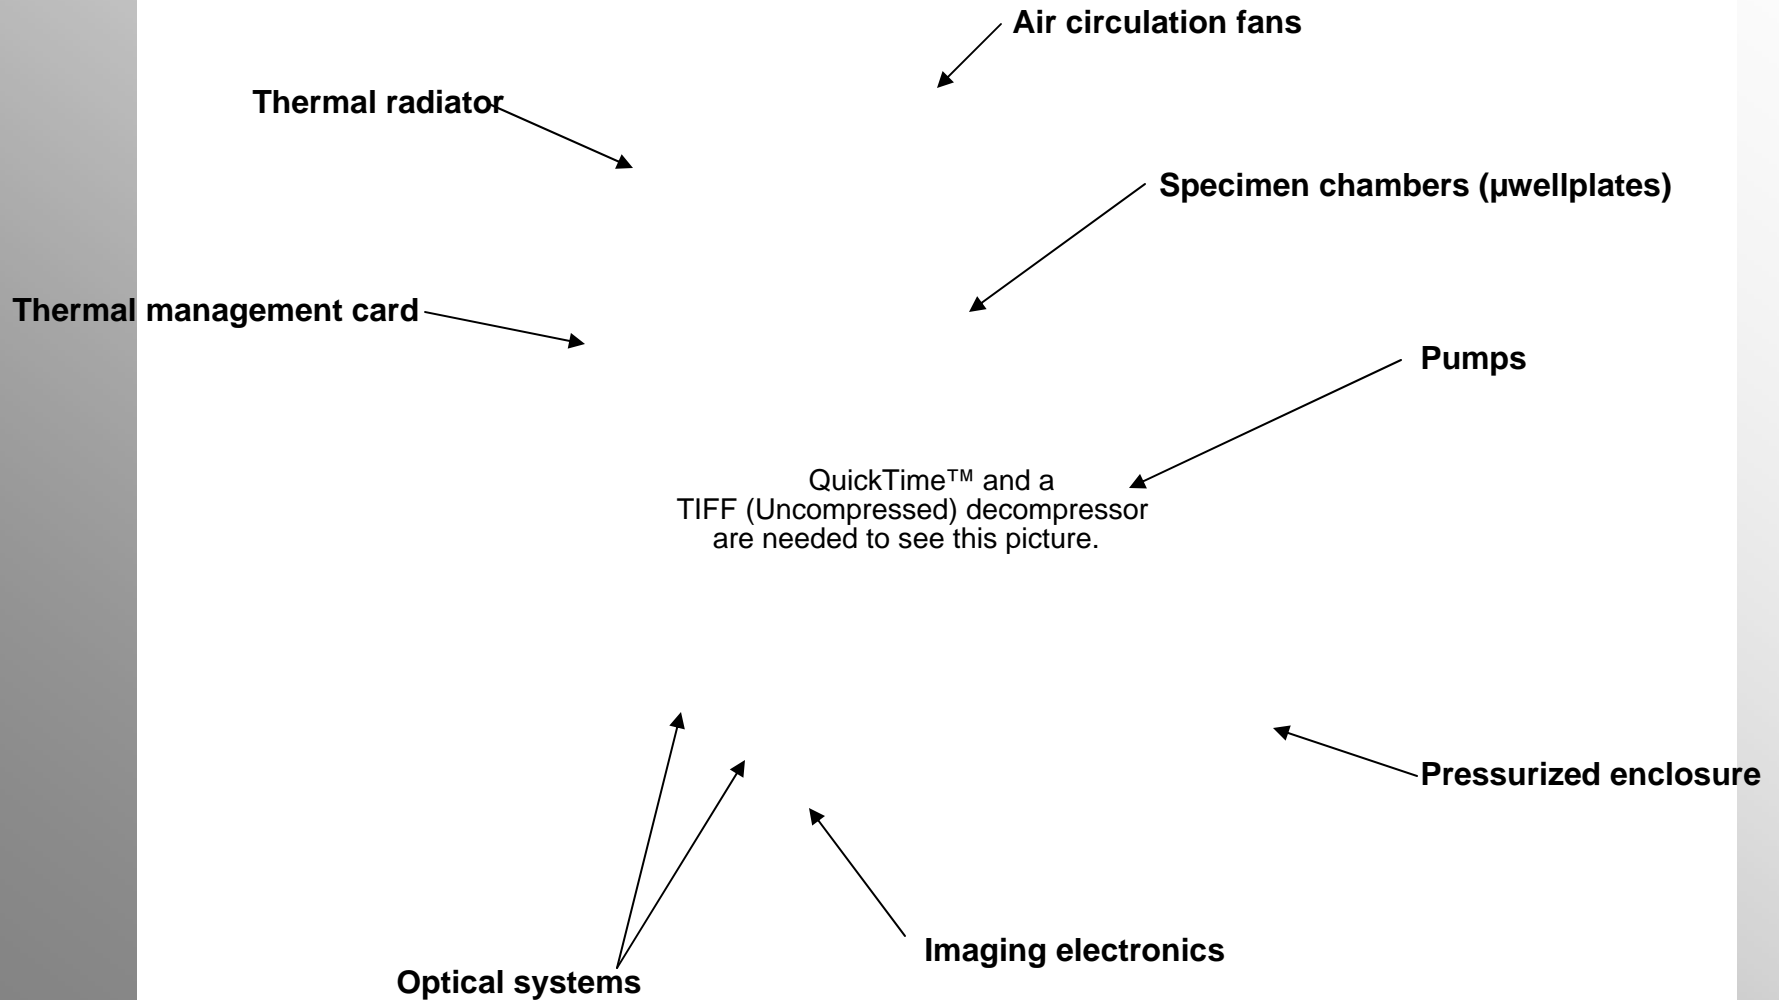 Air circulation fans
Thermal radiator
Specimen chambers (µwellplates)
Thermal management card
Pumps
QuickTime™ and a
TIFF (Uncompressed) decompressor
are needed to see this picture.
Pressurized enclosure
Imaging electronics
Optical systems